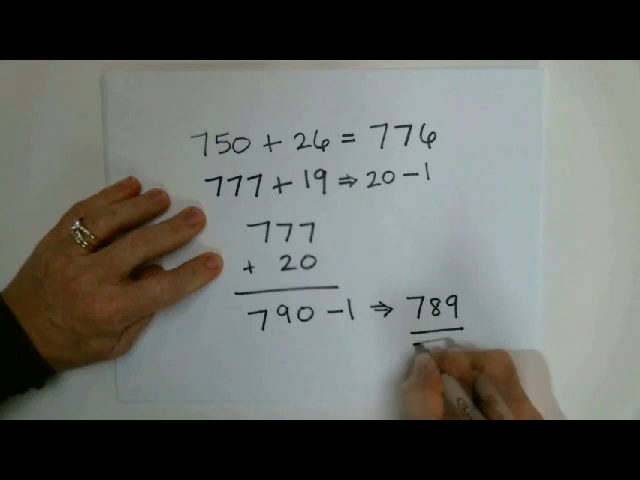 750 + 26 = 776
777 + 19 ⇒ 20 - 1
777
+ 20
790 - 1 ⇒ 789